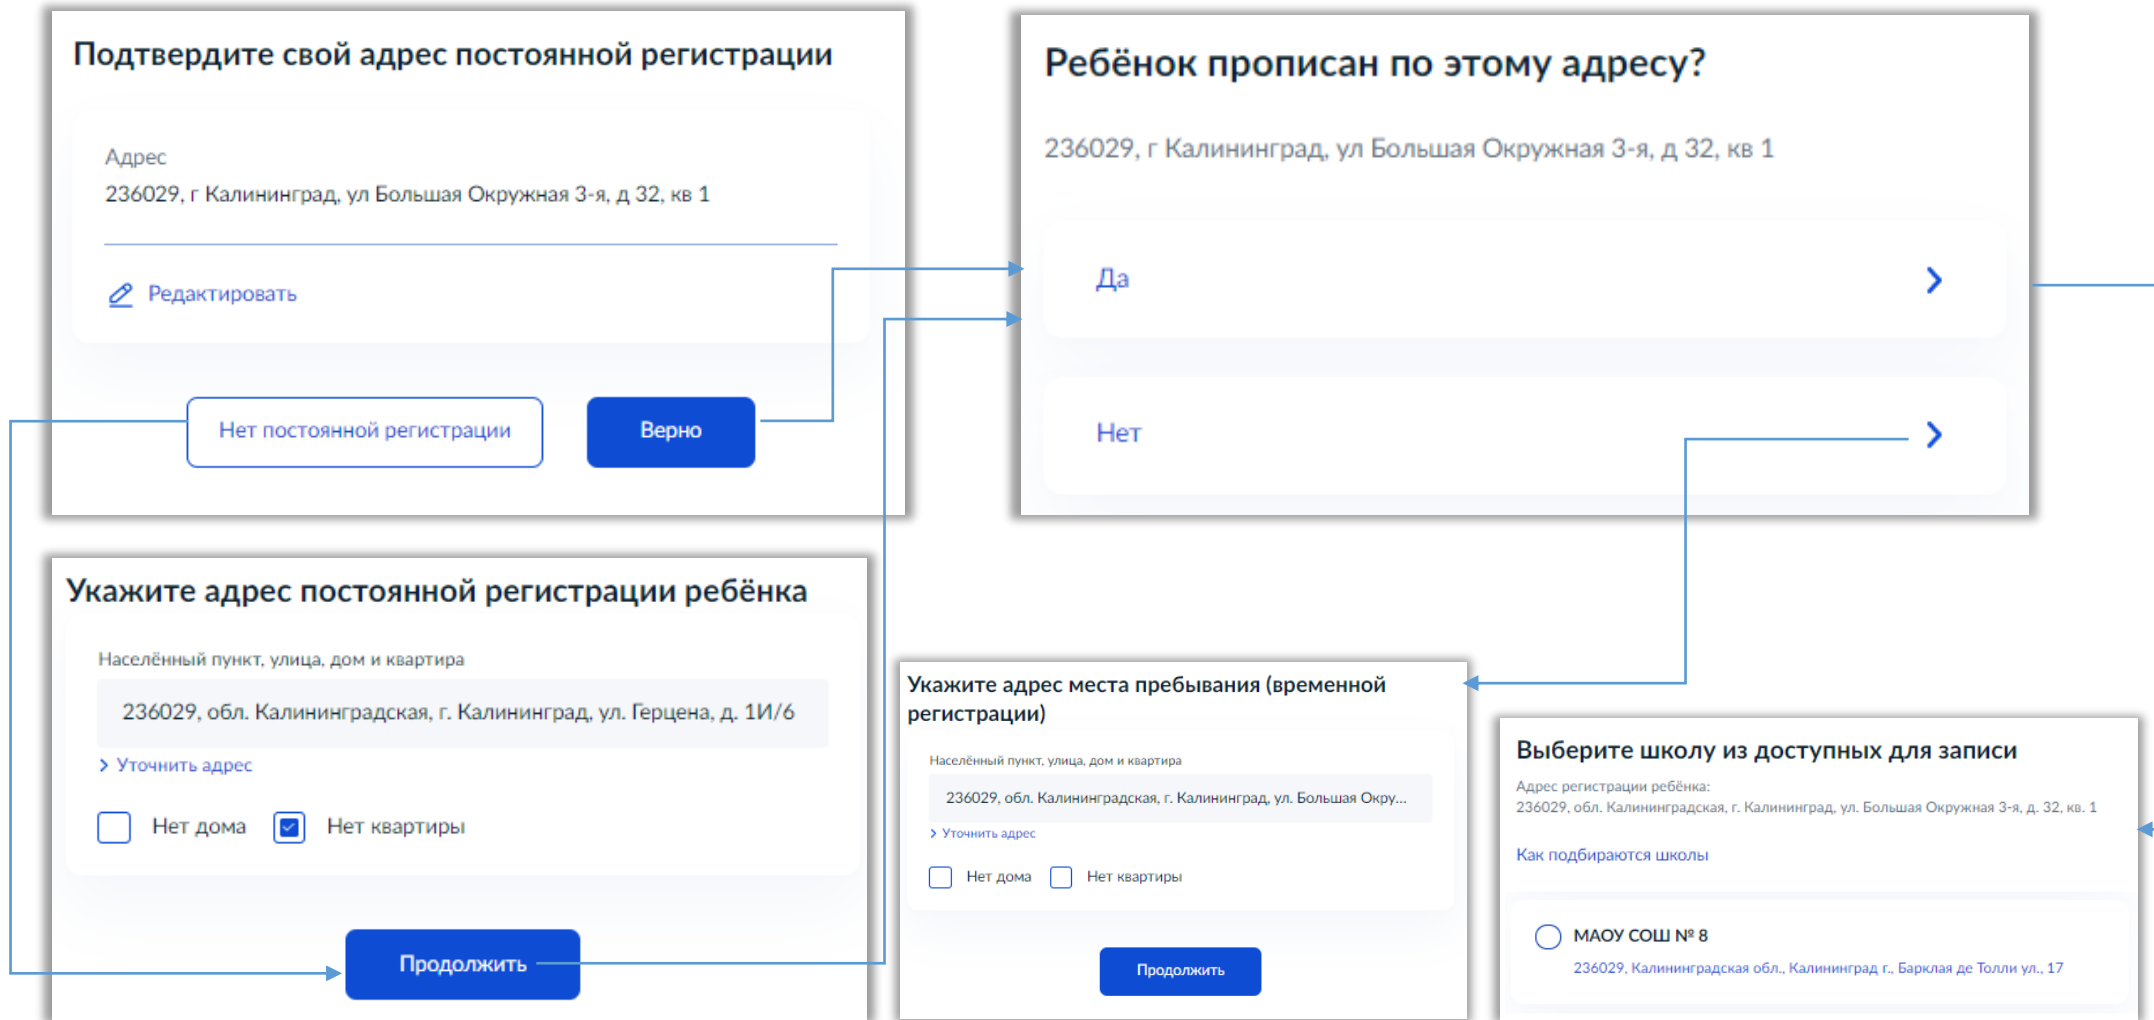 Подтвердите свой адрес постоянной регистрации
Адрес
236029, г Калининград, ул Большая Окружная 3-я, д 32, кв 1
Редактировать
Нет постоянной регистрации
Верно
Ребёнок прописан по этому адресу?
236029, г Калининград, ул Большая Окружная 3-я, д 32, кв 1
Да
Нет
Укажите адрес постоянной регистрации ребёнка
Населённый пункт, улица, дом и квартира
236029, обл. Калининградская, г. Калининград, ул. Герцена, д. 1И/6
Уточнить адрес
Нет дома
Нет квартиры
Продолжить
Укажите адрес места пребывания (временной
регистрации)
Населённый пункт, улица, дом и квартира
236029, обл. Калининградская, г. Калининград, ул. Большая Окру...
Уточнить адрес
Нет дома
Нет квартиры
Продолжить
Выберите школу из доступных для записи
Адрес регистрации ребёнка:
236029, обл. Калининградская, г. Калининград, ул. Большая Окружная 3-я, д. 32, кв. 1
Как подбираются школы
МАОУ СОШ № 8
236029, Калининградская обл., Калининград г., Барклая де Толли ул., 17